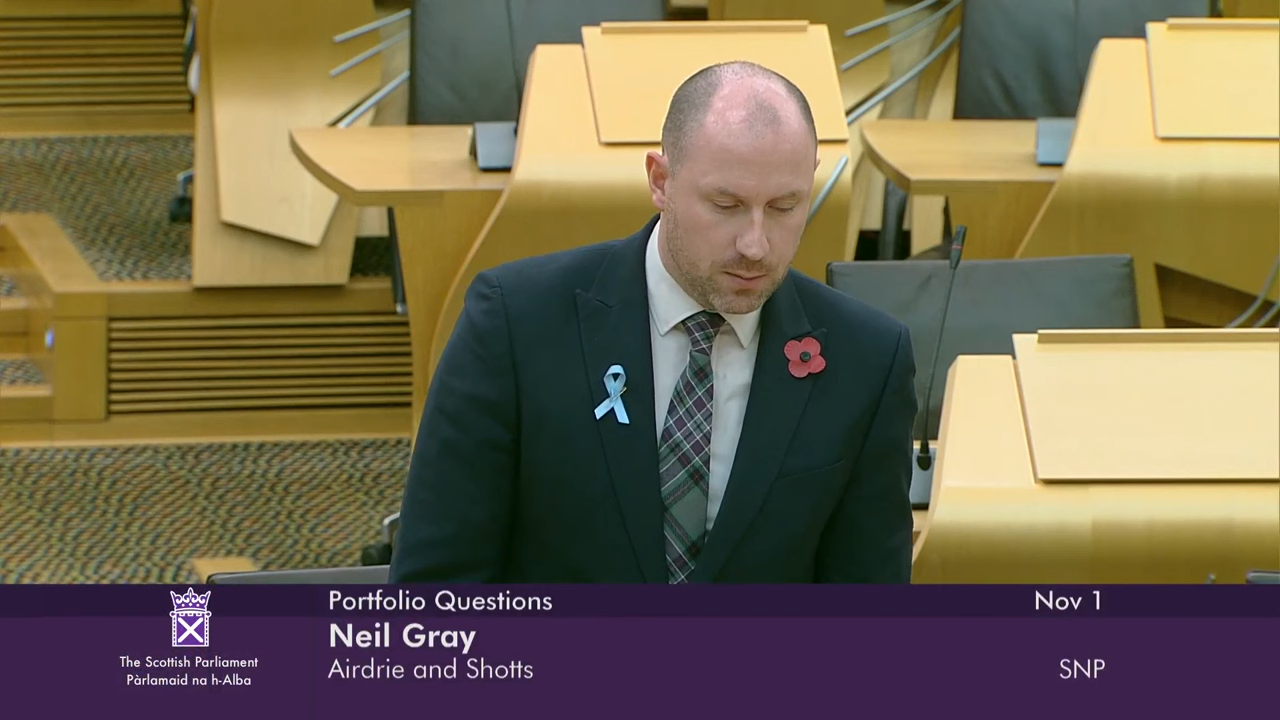 Portfolio Questions
Nov 1
Neil Gray
Airdrie and Shotts
SNP
The Scottish Parliament
Pàrlamaid na h-Alba